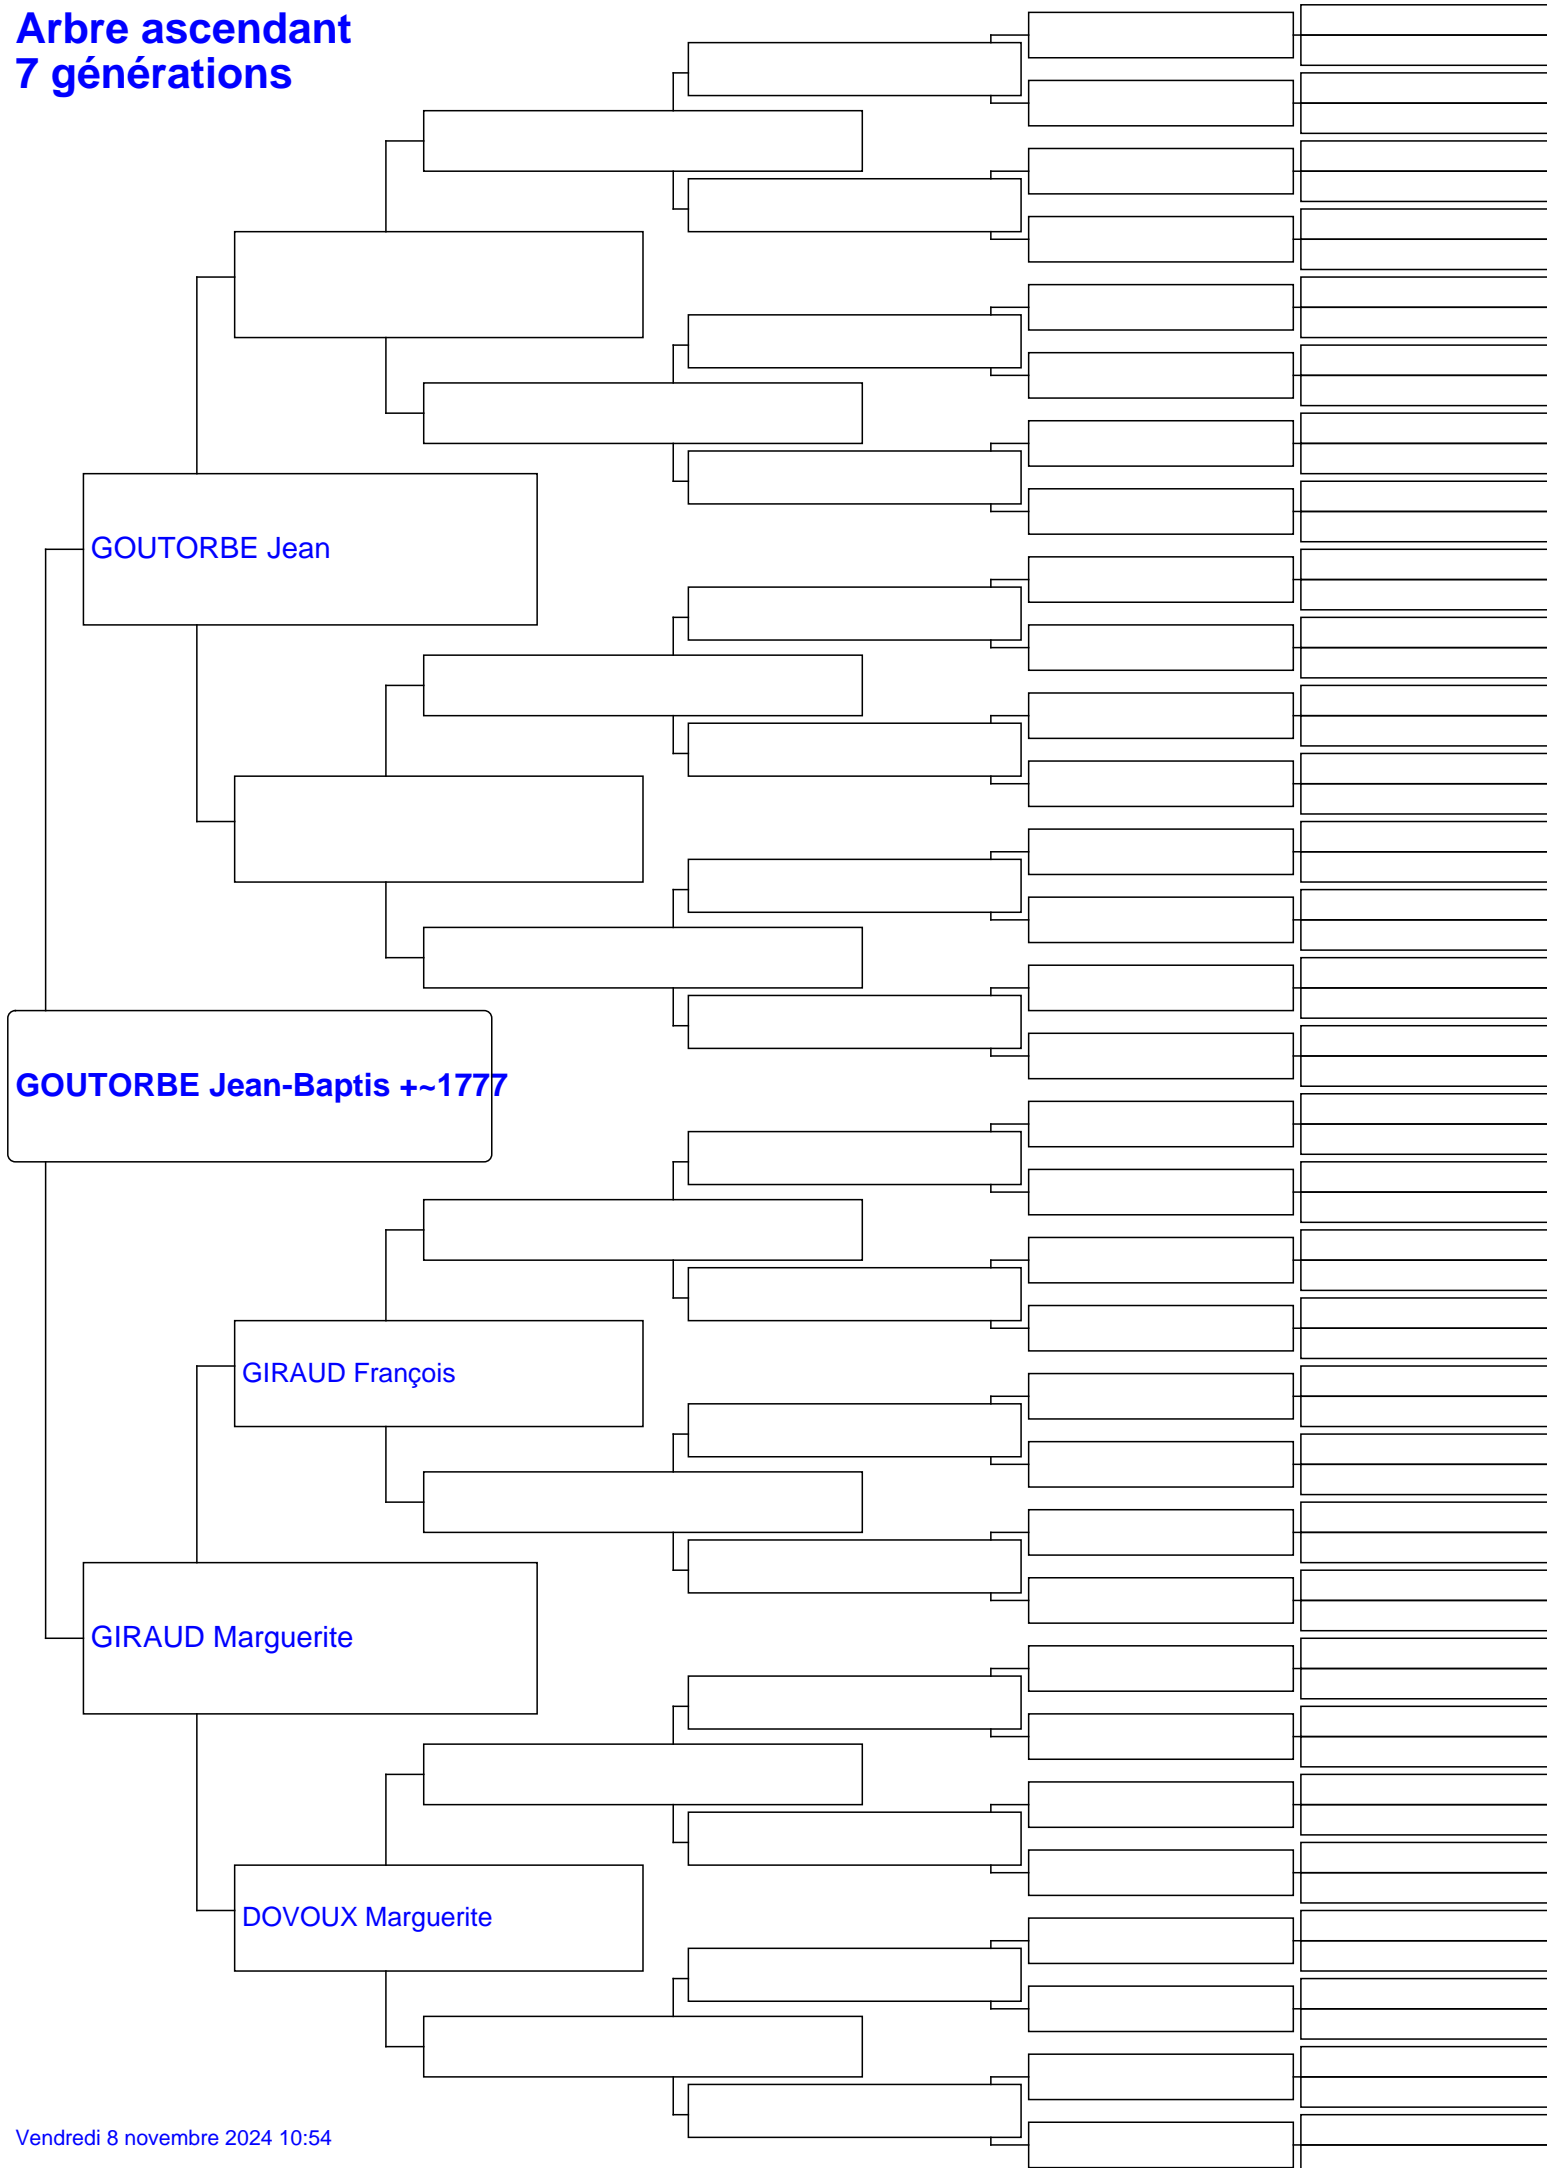 Arbre ascendant
7 générations
GOUTORBE Jean
GOUTORBE Jean-Baptis +~1777
GIRAUD François
GIRAUD Marguerite
DOVOUX Marguerite
Vendredi 8 novembre 2024 10:54